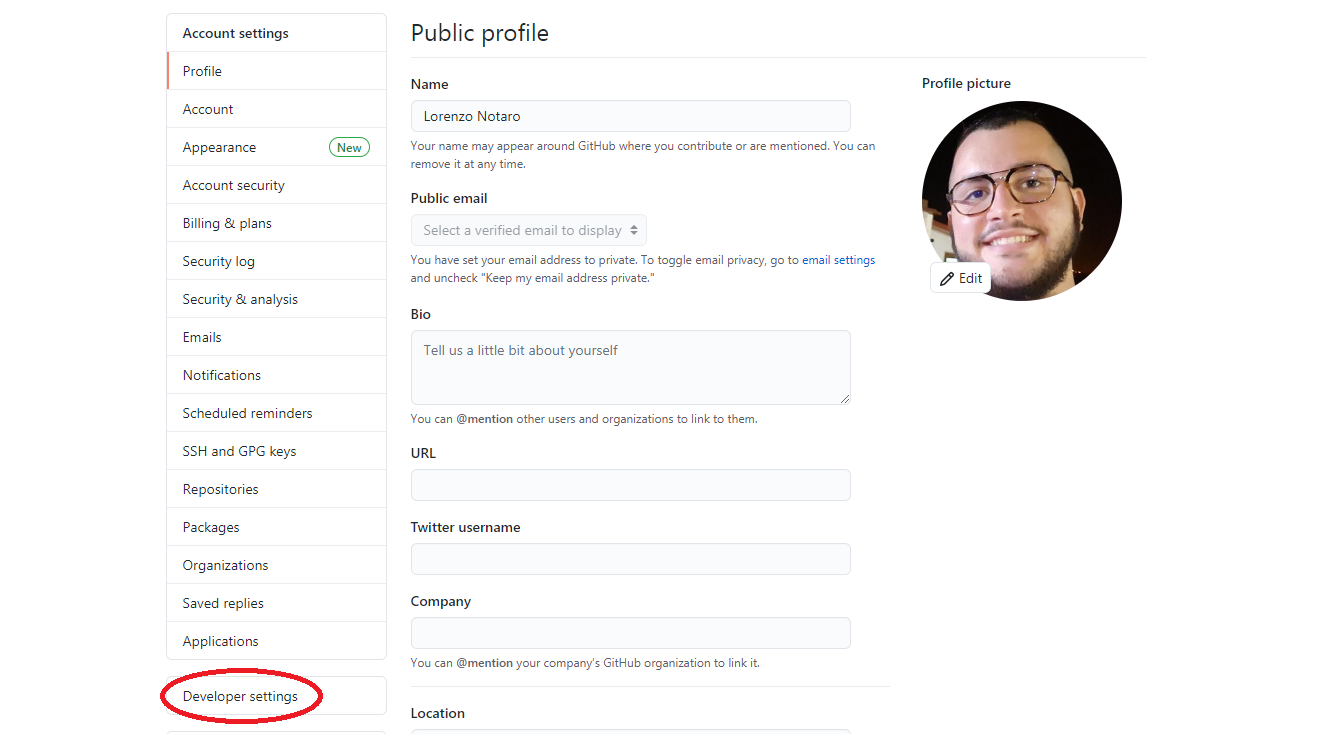 Account settings
Profile
Account
Appearance New
Account security
Billing & plans
Security log
Security & analysis
Emails
Notifications
Scheduled reminders
SSH and GPG keys
Repositories
Packages
Organizations
Saved replies
Applications
Developer settings
Public profile
Name
Lorenzo Notaro
Your name may appear around GitHub where you contribute or are mentioned. You can
remove it at any time.
Public email
Select a verified email to display
You have set your email address to private. To toggle email privacy, go to email settings
and uncheck "Keep my email address private."
Bio
Tell us a little bit about yourself
You can @mention other users and organizations to link to them.
URL
Twitter username
Company
You can @mention your company's GitHub organization to link it.
Location
Profile picture
Edit